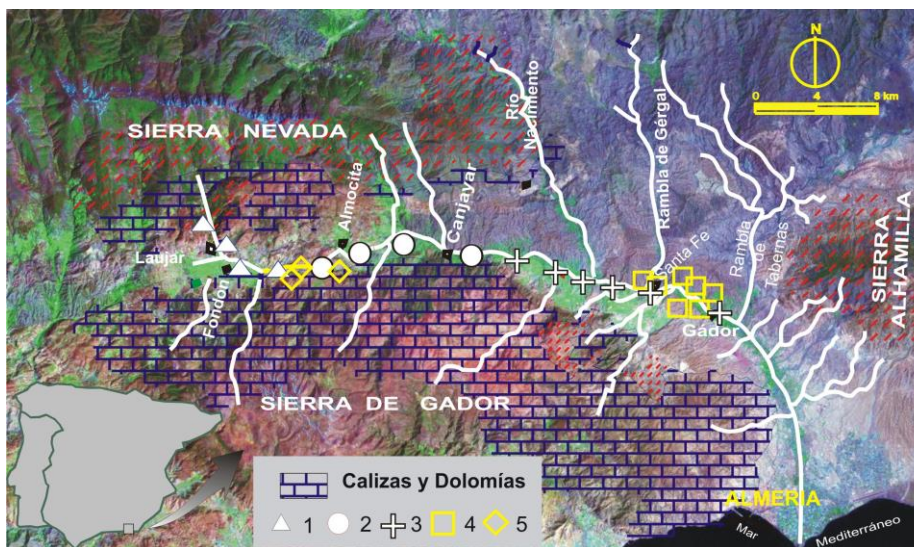 N
0 4 8 km
SIERRA NEVADA
Río
Nacimiento
Rambla de Gérgal
Almocita
Canjayar
Laujar
Fondon
Santa Fe
Rambla
de
Tabernas
SIERRA
ALHAMILLA
Gádor
SIERRA DE GADOR
Calizas y Dolomías
1 2 3 4 5
ALMERIA
Mar Mediterráneo